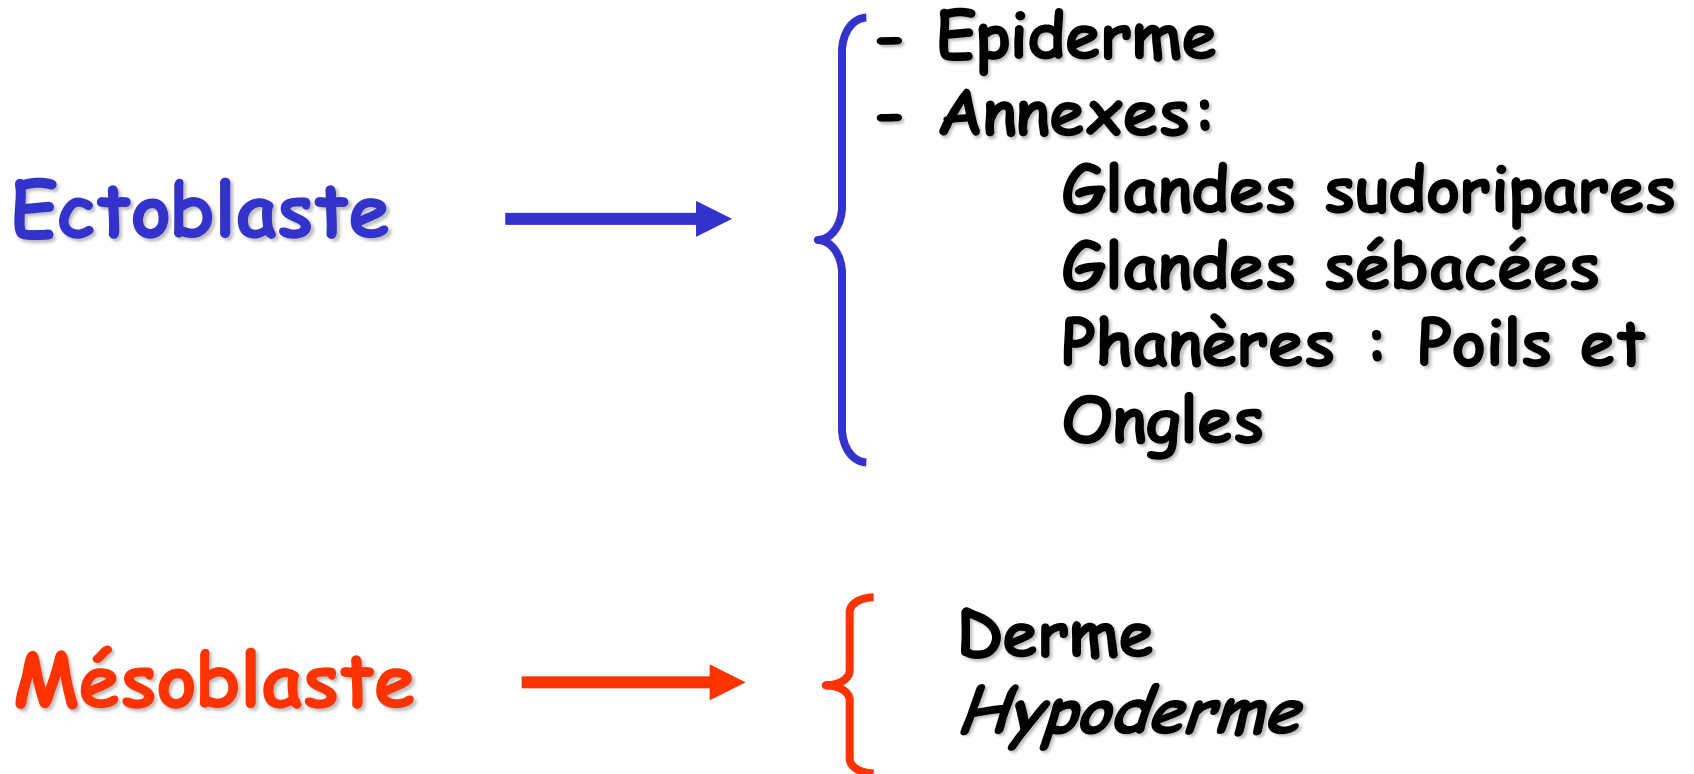 Ectoblaste
- Epiderme
- Annexes:
Glandes sudoripares
Glandes sébacées
Phanères : Poils et
Ongles
Mésoblaste
Derme
Hypoderme